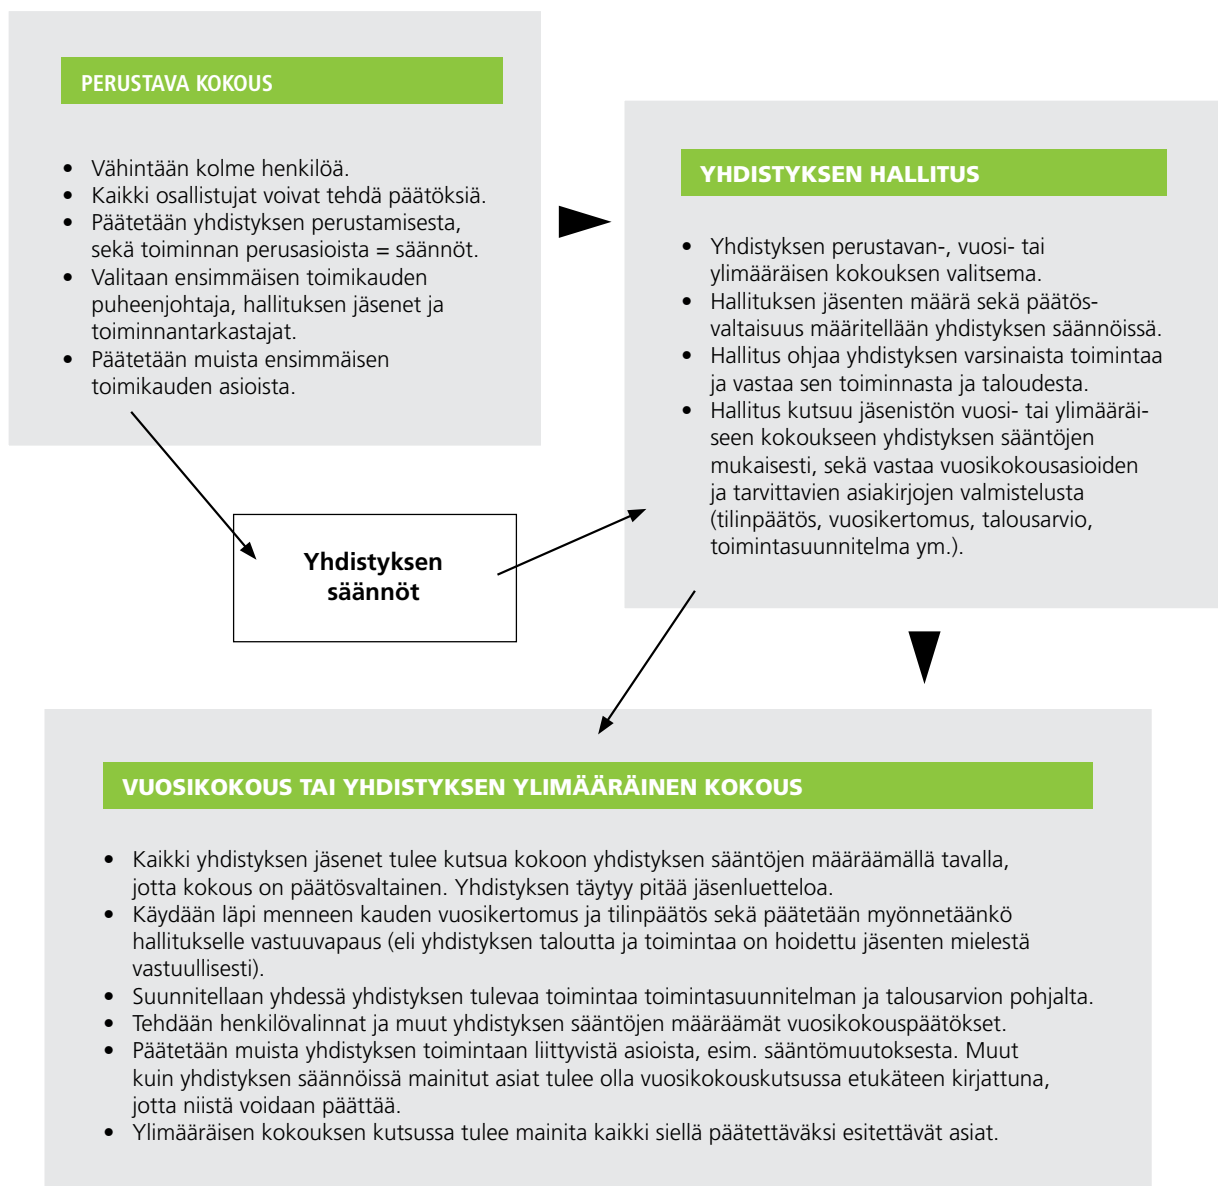 PERUSTAVA KOKOUS
• Vähintään kolme henkilöä.
• Kaikki osallistujat voivat tehdä päätöksiä.
• Päätetään yhdistyksen perustamisesta,
sekä toiminnan perusasioista = säännöt.
• Valitaan ensimmäisen toimikauden
puheenjohtaja, hallituksen jäsenet ja
toiminnantarkastajat.
• Päätetään muista ensimmäisen
toimikauden asioista.
YHDISTYKSEN HALLITUS
• Yhdistyksen perustavan-, vuosi- tai
ylimääräisen kokouksen valitsema.
• Hallituksen jäsenten määrä sekä päätös-
valtaisuus määritellään yhdistyksen säännöissä.
• Hallitus ohjaa yhdistyksen varsinaista toimintaa
ja vastaa sen toiminnasta ja taloudesta.
• Hallitus kutsuu jäsenistön vuosi- tai ylimääräi-
seen kokoukseen yhdistyksen sääntöjen
mukaisesti, sekä vastaa vuosikokousasioiden
ja tarvittavien asiakirjojen valmistelusta
(tilinpäätös, vuosikertomus, talousarvio,
toimintasuunnitelma ym.).
Yhdistyksen
säännöt
VUOSIKOKOUS TAI YHDISTYKSEN YLIMÄÄRÄINEN KOKOUS
• Kaikki yhdistyksen jäsenet tulee kutsua kokoon yhdistyksen sääntöjen määräämällä tavalla,
jotta kokous on päätösvaltainen. Yhdistyksen täytyy pitää jäsenluetteloa.
• Käydään läpi menneen kauden vuosikertomus ja tilinpäätös sekä päätetään myönnetäänkö
hallitukselle vastuuvapaus (eli yhdistyksen taloutta ja toimintaa on hoidettu jäsenten mielestä
vastuullisesti).
• Suunnitellaan yhdessä yhdistyksen tulevaa toimintaa toimintasuunnitelman ja talousarvion pohjalta.
• Tehdään henkilövalinnat ja muut yhdistyksen sääntöjen määräämät vuosikokouspäätökset.
• Päätetään muista yhdistyksen toimintaan liittyvistä asioista, esim. sääntömuutoksesta. Muut
kuin yhdistyksen säännöissä mainitut asiat tulee olla vuosikokouskutsussa etukäteen kirjattuna,
jotta niistä voidaan päättää.
• Ylimääräisen kokouksen kutsussa tulee mainita kaikki siellä päätettäväksi esitettävät asiat.